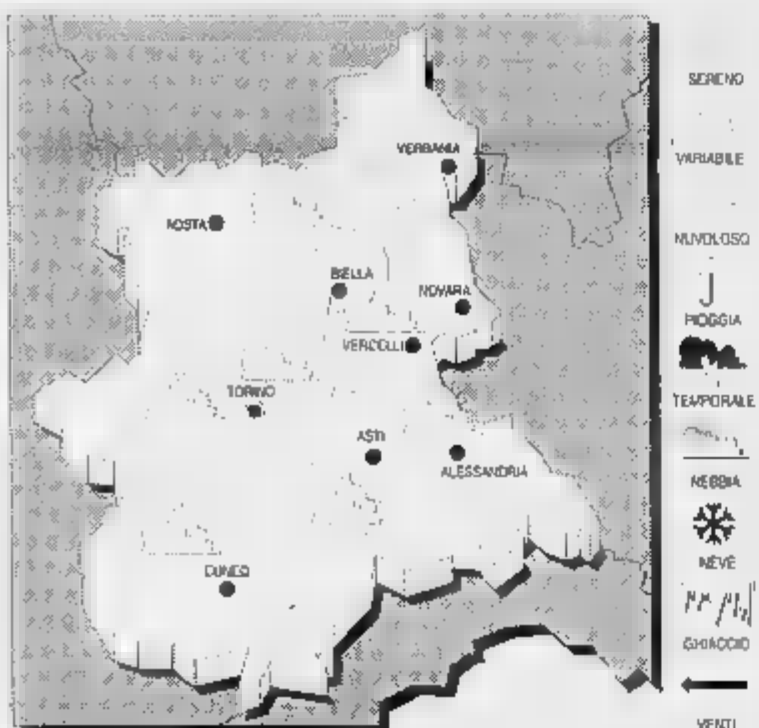 VERBANIA
AOSTA
BIELLA
NOVARA
VERCELLI
TORINO
ASTI
ALESSANDRIA
CUNEO
SERENO
VARIABILE
NUVOLOSO
PIOGGIA
TEMPORALE
NEBBIA
NEVE
GHIACCIO
VENTI